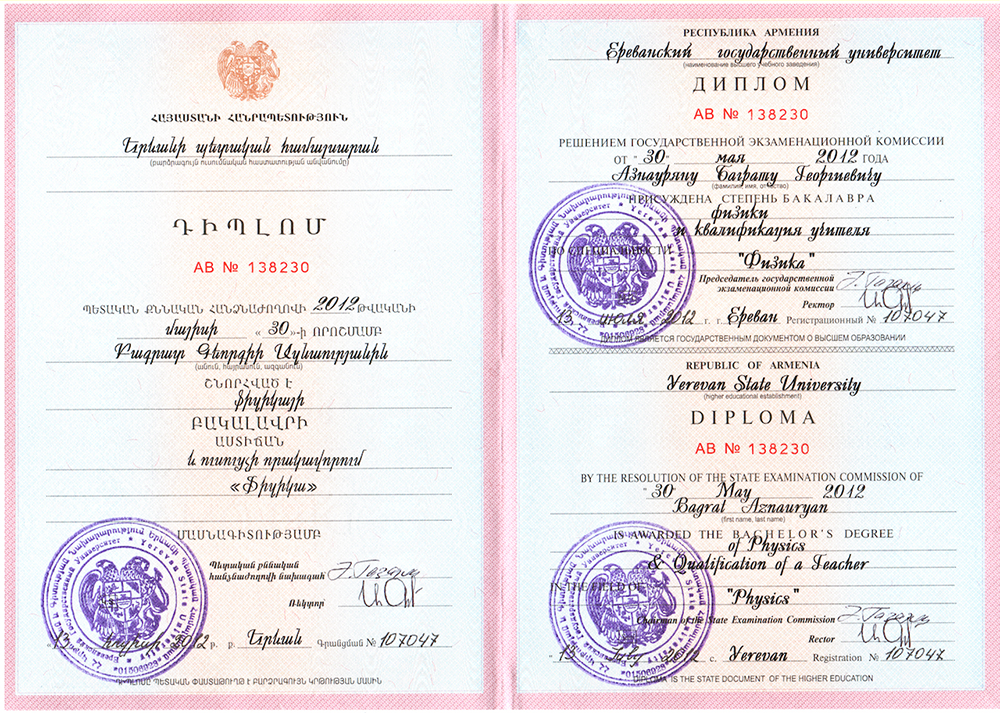 ՀԱՅԱՍՏԱՆԻ ՀԱՆՐԱՊԵՏՈՒԹՅՈՒՆ
Երևանի պետական համալսարան
(բարձրագույն ուսումնական հաստատության անվանումը)
ԴԻՊԼՈՄ
AB № 138230
ՊԵՏԱԿԱՆ ՔՆՆԱԿԱՆ ՀԱՆՁՆԱԺՈՂՈՎԻ 2012 ԹՎԱԿԱՆԻ
մայիսի « 30 »-ի ՈՐՈՇՄԱՄԲ
Բագրատ Գեորգիի Ազնաուրյանին
(անուն, հայրանուն, ազգանուն)
ՇՆՈՐՀՎԱԾ Է
ֆիզիկայի
ԲԱԿԱԼԱՎՐԻ
ԱՍՏԻՃԱՆ
և ուսուցչի որակավորում
«Ֆիզիկա»
ՄԱՍՆԱԳԻՏՈՒԹՅԱՄԲ
Պետական քննական
հանձնաժողովի նախագահ
Ռեկտոր
" 13 " հուլիսի 2012 թ. ք. Երևան Գրանցման № 107047
ԴԻՊԼՈՄԸ ՊԵՏԱԿԱՆ ՓԱՍՏԱԹՈՒՂԹ Է ԲԱՐՁՐԱԳՈՒՅՆ ԿՐԹՈՒԹՅԱՆ ՄԱՍԻՆ
РЕСПУБЛИКА АРМЕНИЯ
Ереванский государственный университет
(наименование высшего учебного заведения)
ДИПЛОМ
AB № 138230
РЕШЕНИЕМ ГОСУДАРСТВЕННОЙ ЭКЗАМЕНАЦИОННОЙ КОМИССИИ
ОТ " 30 " мая 2012 ГОДА
Азнауряну Баграту Георгиевичу
(фамилия, имя, отчество)
ПРИСУЖДЕНА СТЕПЕНЬ БАКАЛАВРА
физики
и квалификация учителя
ПО СПЕЦИАЛЬНОСТИ
"Физика"
Председатель государственной
экзаменационной комиссии
Ректор
" 13 " июля 2012 г. г. Ереван Регистрационный № 107047
ДИПЛОМ ЯВЛЯЕТСЯ ГОСУДАРСТВЕННЫМ ДОКУМЕНТОМ О ВЫСШЕМ ОБРАЗОВАНИИ
REPUBLIC OF ARMENIA
Yerevan State University
(higher educational establishment)
DIPLOMA
AB № 138230
BY THE RESOLUTION OF THE STATE EXAMINATION COMMISSION OF
"30" May 2012
Bagrat Aznauryan
(first name, last name)
IS AWARDED THE BACHELOR'S DEGREE
of Physics
& Qualification of a Teacher
IN THE FIELD OF
"Physics"
Chairman of the State Examination Commission
Rector
" 13 " July 2012 c. Yerevan Registration № 107047
DIPLOMA IS THE STATE DOCUMENT OF THE HIGHER EDUCATION